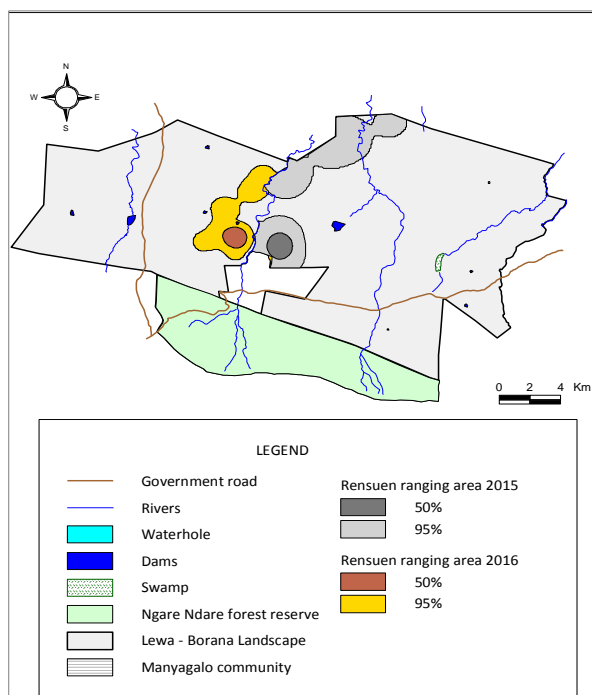 N
W E
S
0 2 4 Km
LEGEND
Government road
Rivers
Waterhole
Dams
Swamp
Ngare Ndare forest reserve
Lewa - Borana Landscape
Manyagalo community
Rensuen ranging area 2015
50%
95%
Rensuen ranging area 2016
50%
95%